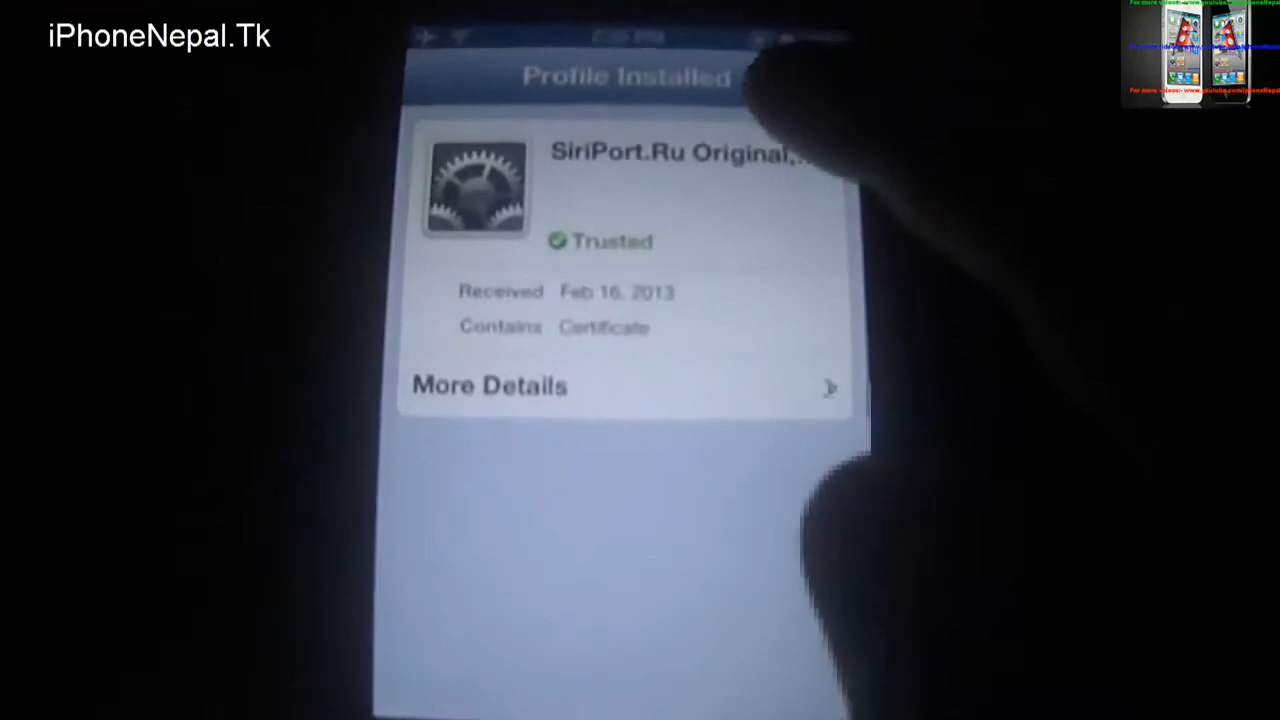 iPhoneNepal.Tk
Profile Installed
SiriPort.Ru Original,...
Trusted
Received Feb 16, 2013
Contains Certificate
More Details